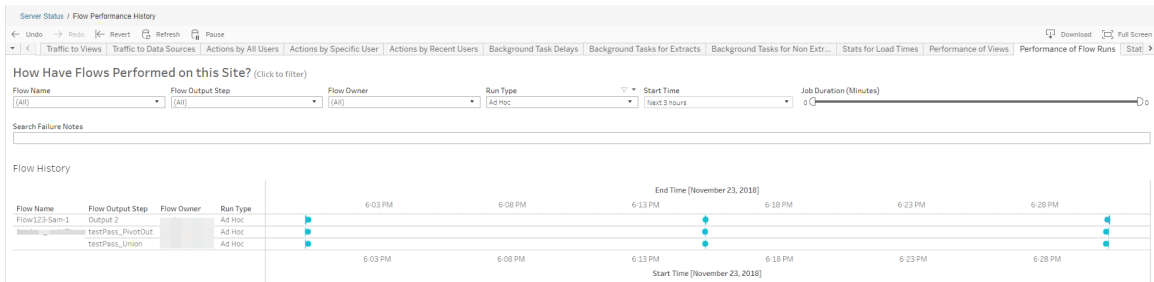 Server Status / Flow Performance History
← Undo → Redo Revert Refresh Pause Download Full Screen
Traffic to Views Traffic to Data Sources Actions by All Users Actions by Specific User Actions by Recent Users Background Task Delays Background Tasks for Extracts Background Tasks for Non Extr... Stats for Load Times Performance of Views Performance of Flow Runs Stat
How Have Flows Performed on this Site? (Click to filter)
Flow Name Flow Output Step Flow Owner Run Type Start Time Job Duration (Minutes)
(All) (All) (All) Ad Hoc Next 3 hours 0 0
Search Failure Notes
Flow History
End Time [November 23, 2018]
Flow Name Flow Output Step Flow Owner Run Type 6:03 PM 6:08 PM 6:13 PM 6:18 PM 6:23 PM 6:28 PM
Flow123-Sam-1 Output 2 Ad Hoc
testPass_PivotOut Ad Hoc
testPass_Union Ad Hoc
6:03 PM 6:08 PM 6:13 PM 6:18 PM 6:23 PM 6:28 PM
Start Time [November 23, 2018]